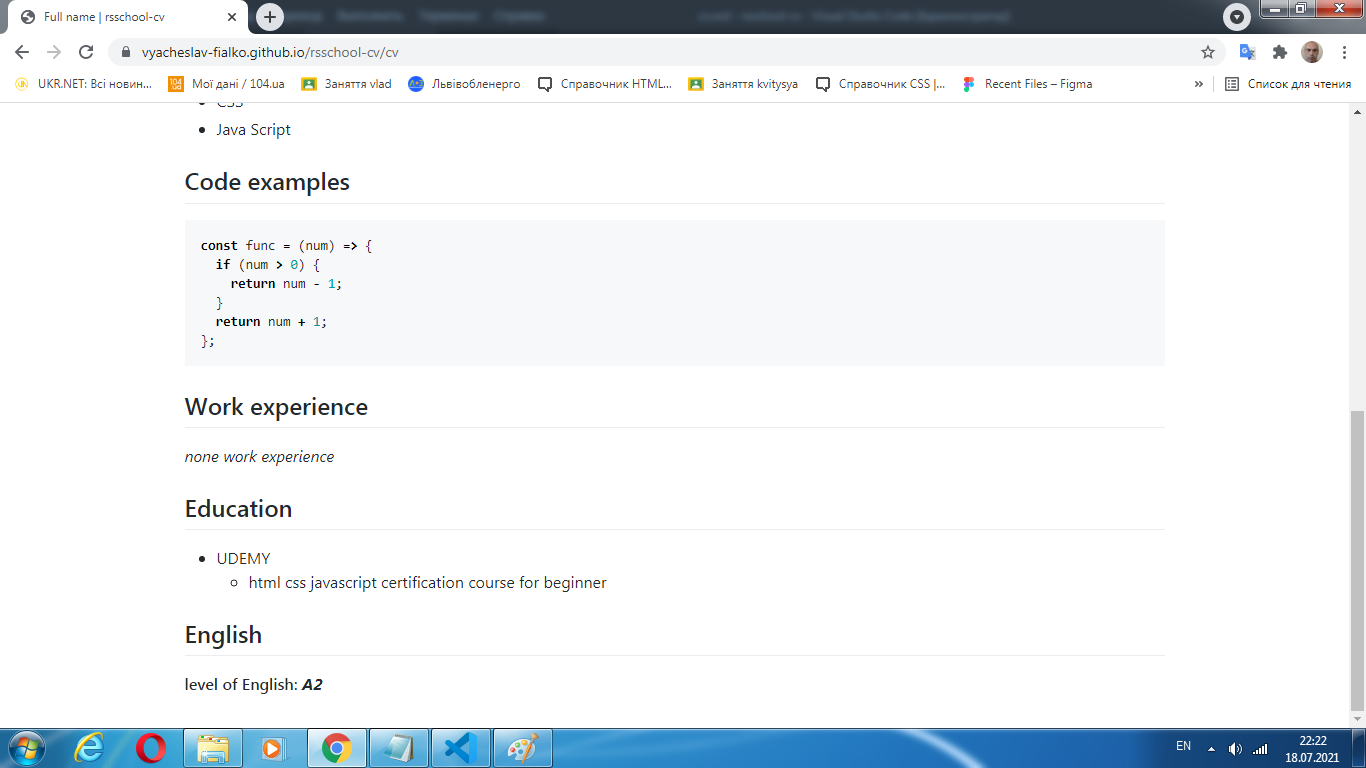 Full name | rsschool-cv
vyacheslav-fialko.github.io/rsschool-cv/cv
UKR.NET: Всі новин...
Мої дані / 104.ua
Заняття vlad
Львівобленерго
Справочник HTML...
Заняття kvitysya
Справочник CSS |...
Recent Files – Figma
»
Список для чтения
CSS
Java Script
Code examples
const func = (num) => {
if (num > 0) {
return num - 1;
}
return num + 1;
};
Work experience
none work experience
Education
UDEMY
html css javascript certification course for beginner
English
level of English: A2
EN
22:22
18.07.2021